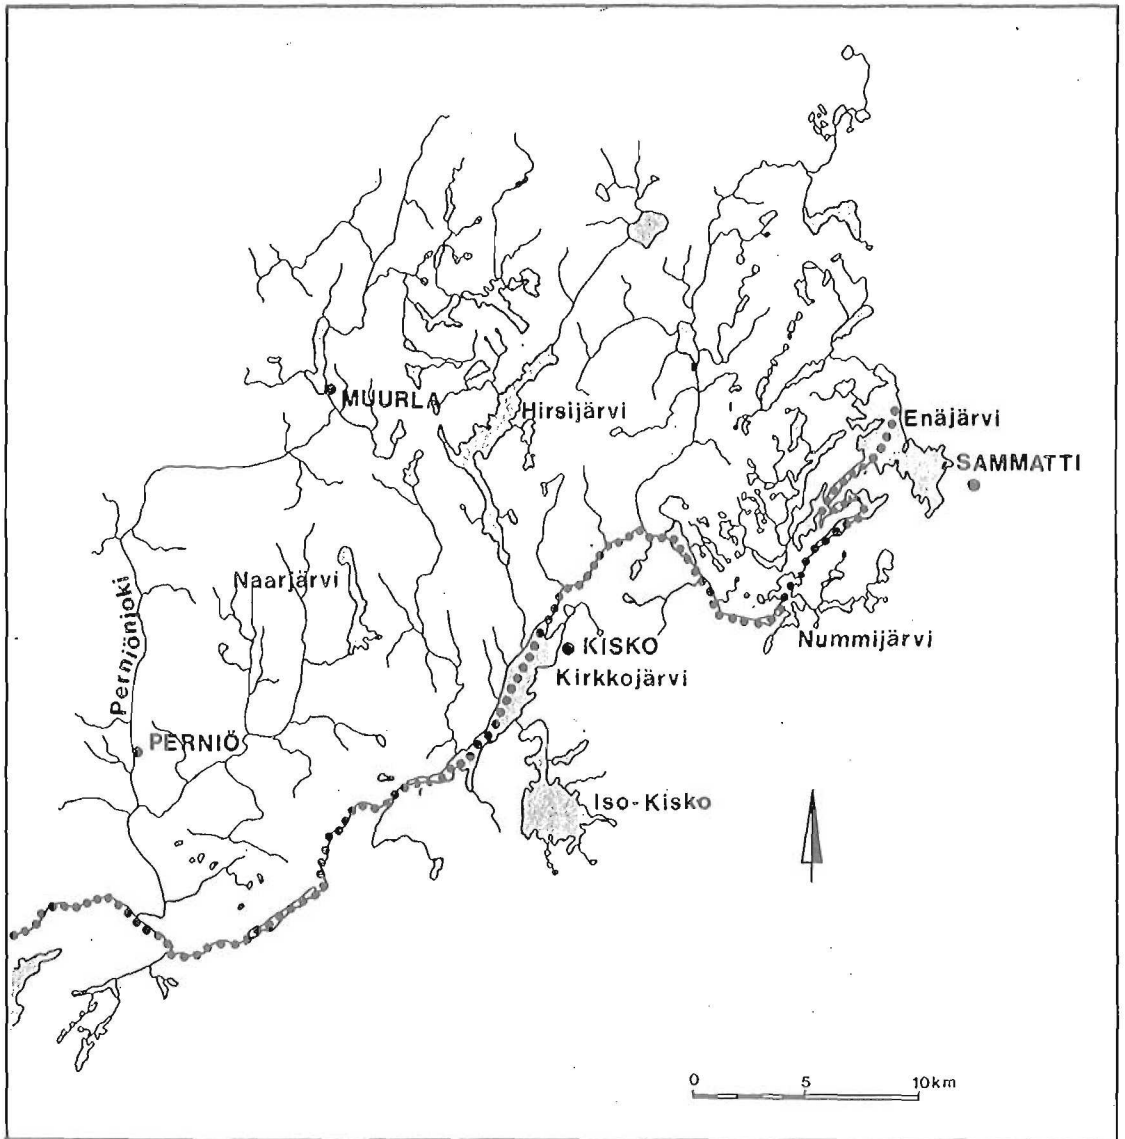 MUURLA
Hirsijärvi
Enäjärvi
SAMMATTI
Naarjärvi
Perniönjoki
Nummijärvi
KISKO
Kirkkojärvi
PERNIÖ
Iso-Kisko
0 5 10km